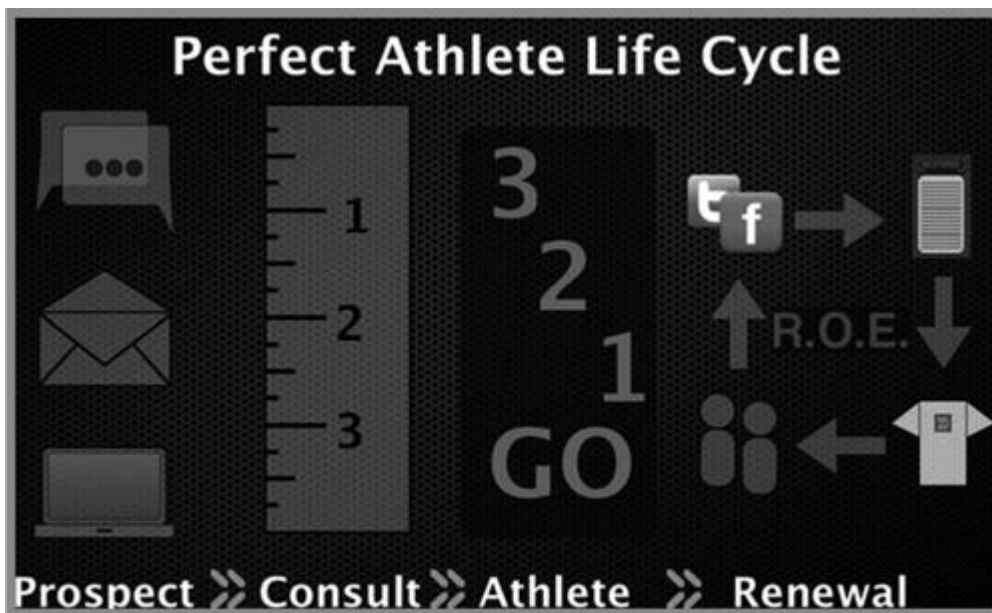 Perfect Athlete Life Cycle
1
2
3
3
2
1
GO
t
f
R.O.E.
Prospect » Consult » Athlete » Renewal